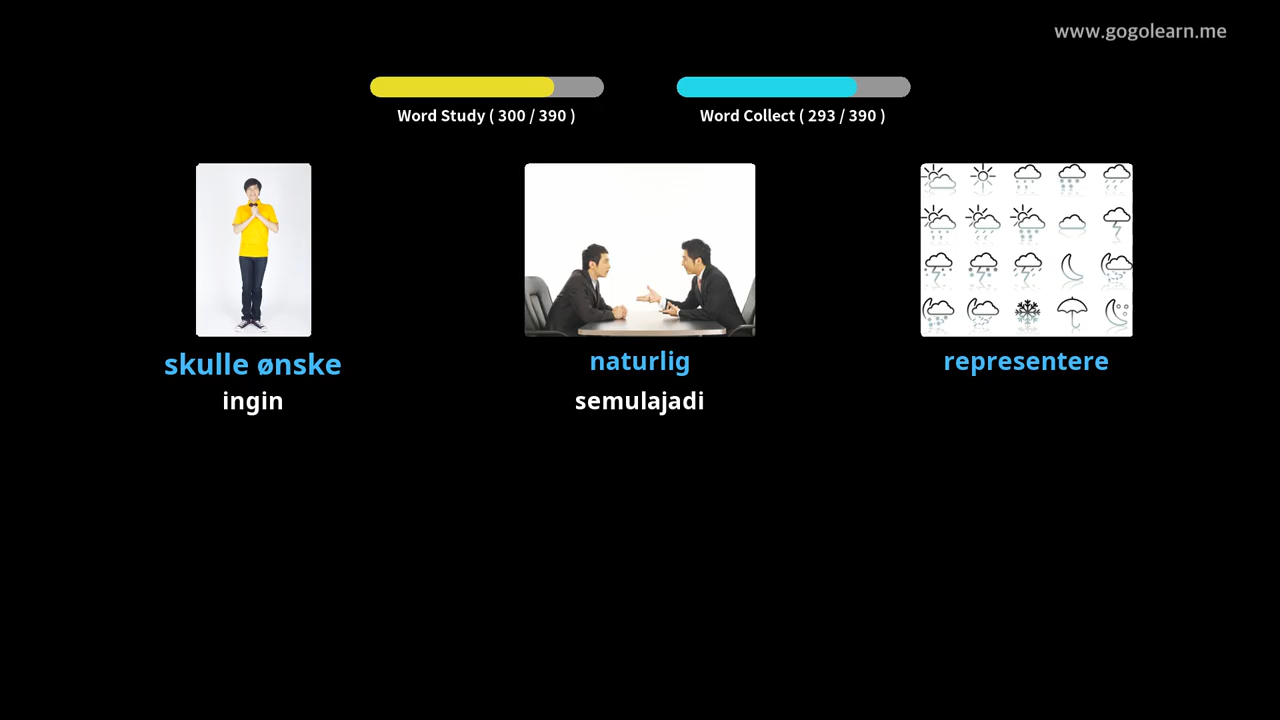 www.gogolearn.me
Word Study ( 300 / 390 )
Word Collect ( 293 / 390 )
skulle ønske
naturlig
representere
ingin
semulajadi